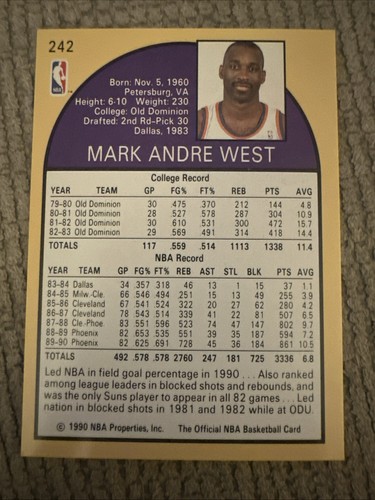 242
NBA
Born: Nov. 5, 1960
Petersburg, VA
Height: 6-10 Weight: 230
College: Old Dominion
Drafted: 2nd Rd-Pick 30
Dallas, 1983
MARK ANDRE WEST
College Record
YEAR TEAM GP FG% FT% REB PTS AVG
79-80 Old Dominion 30 .475 .370 212 144 4.8
80-81 Old Dominion 28 .527 .578 287 304 10.9
81-82 Old Dominion 30 .610 .531 300 472 15.7
82-83 Old Dominion 29 .569 .491 314 418 14.4
TOTALS 117 .559 .514 1113 1338 11.4
NBA Record
YEAR TEAM GP FG% FT% REB AST STL BLK PTS AVG
83-84 Dallas 34 .357 .318 46 13 1 15 37 1.1
84-85 Milw.-Cle. 66 .546 .494 251 15 13 49 255 3.9
85-86 Cleveland 67 .541 .524 322 20 27 62 280 4.2
86-87 Cleveland 78 .543 .514 339 41 22 81 507 6.5
87-88 Cle.-Phoe 83 .551 .596 523 74 47 147 802 9.7
88-89 Phoenix 82 .653 .535 551 39 35 187 594 7.2
89-90 Phoenix 82 .625 .691 728 45 36 184 861 10.5
TOTALS 492 .578 .578 2760 247 181 725 3336 6.8
Led NBA in field goal percentage in 1990 . . . Also ranked
among league leaders in blocked shots and rebounds, and
was the only Suns player to appear in all 82 games . . . Led
nation in blocked shots in 1981 and 1982 while at ODU.
© 1990 NBA Properties, Inc. The Official NBA Basketball Card